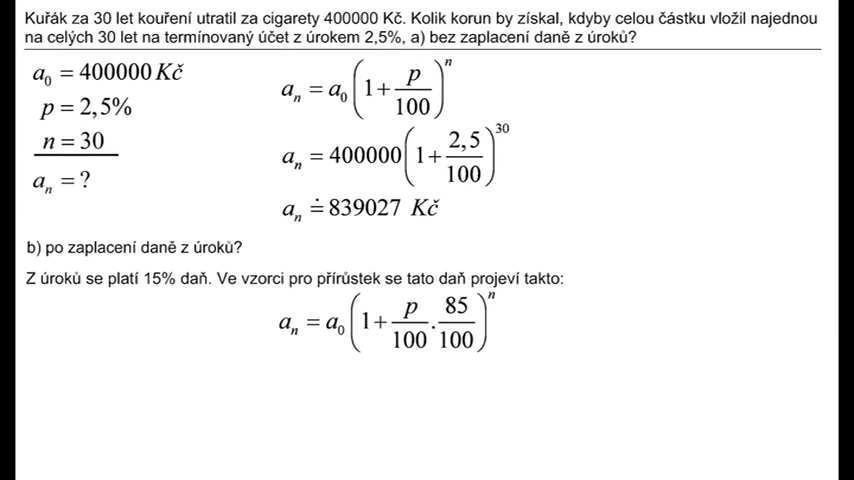 Kuřák za 30 let kouření utratil za cigarety 400000 Kč. Kolik korun by získal, kdyby celou částku vložil najednou
na celých 30 let na termínovaný účet z úrokem 2,5%, a) bez zaplacení daně z úroků?
a₀ = 400000 Kč
p = 2,5%
n = 30
aₙ = ?
aₙ = a₀(1 + p/100)ⁿ
aₙ = 400000(1 + 2,5/100)³⁰
aₙ ≐ 839027 Kč
b) po zaplacení daně z úroků?
Z úroků se platí 15% daň. Ve vzorci pro přírůstek se tato daň projeví takto:
aₙ = a₀(1 + p/100 . 85/100)ⁿ